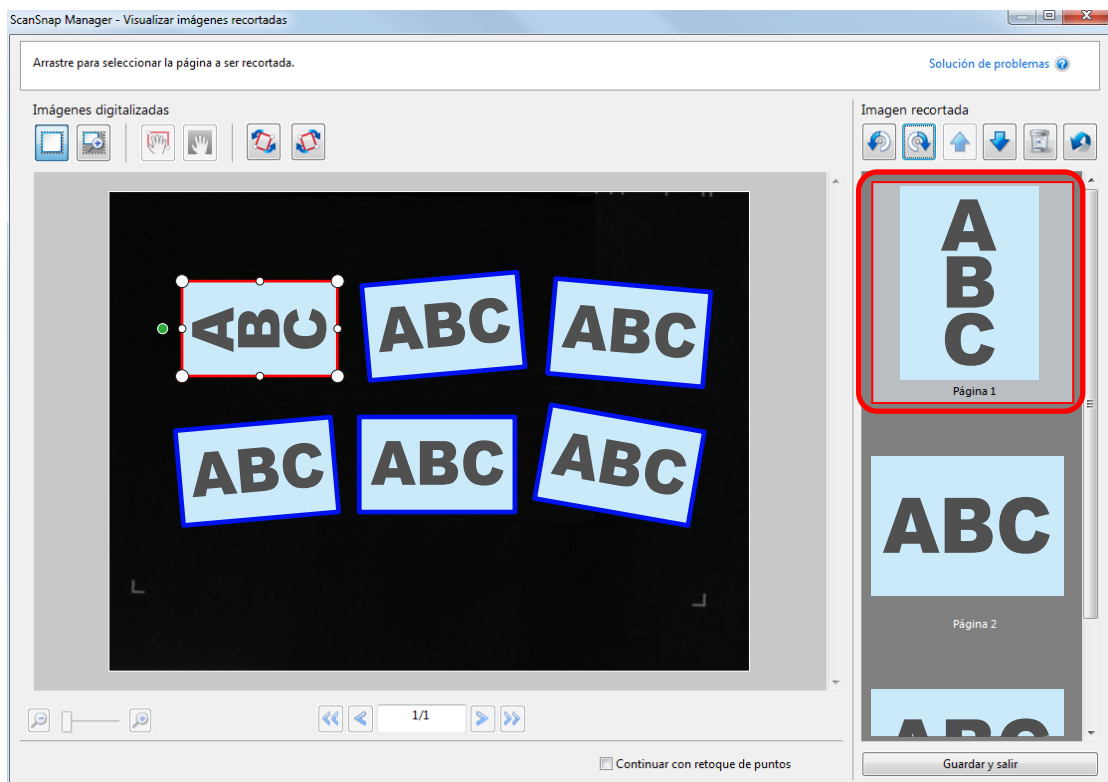 ScanSnap Manager - Visualizar imágenes recortadas
Arrastre para seleccionar la página a ser recortada.
Solución de problemas
Imágenes digitalizadas
Imagen recortada
ABC
ABC
ABC
ABC
ABC
ABC
A
B
C
Página 1
ABC
Página 2
ABC
1/1
Continuar con retoque de puntos
Guardar y salir